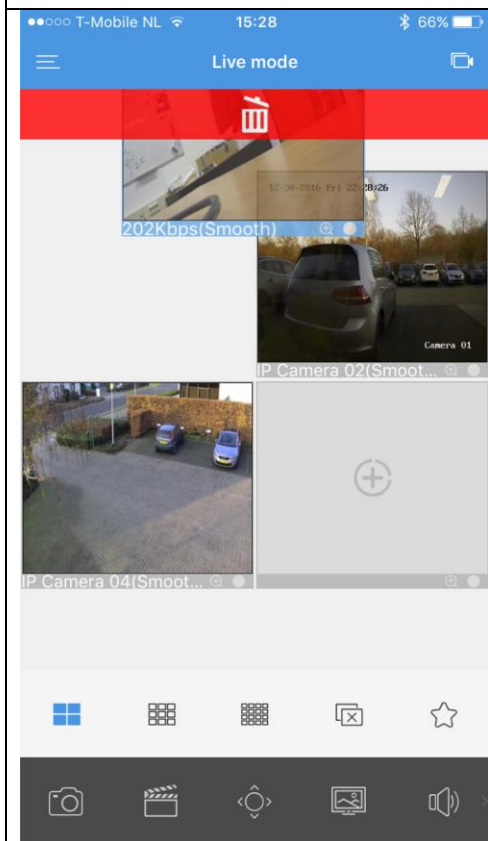 T-Mobile NL 15:28 66%
Live mode
202Kbps(Smooth)
12-30-2016 Fri 22:28:26
Camera 01
IP Camera 02(Smoot...
IP Camera 04(Smoot...